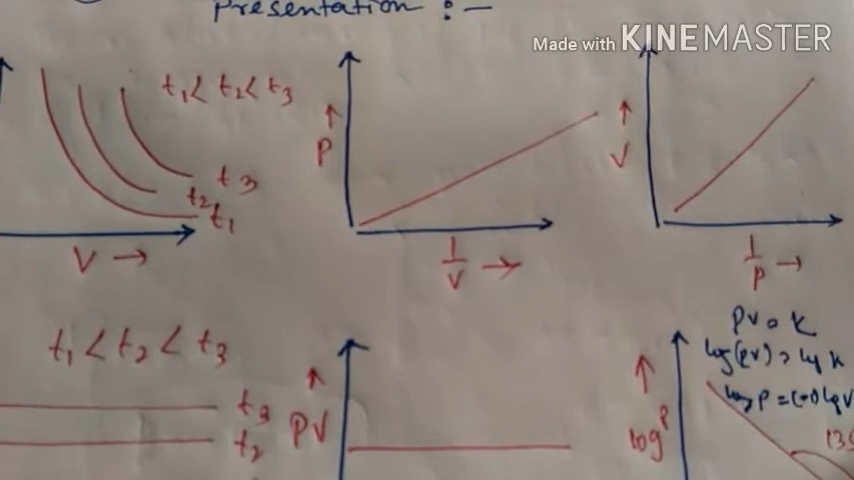 presentation :-
Made with KINEMASTER
t₁ < t₂ < t₃
t₃
t₂
t₁
V →
↑
P
1/V →
↑
V
1/P →
t₁ < t₂ < t₃
t₃
t₂
↑
PV
PV = K
log(PV) = log K
log P = (-1) log V
↑
log P
135